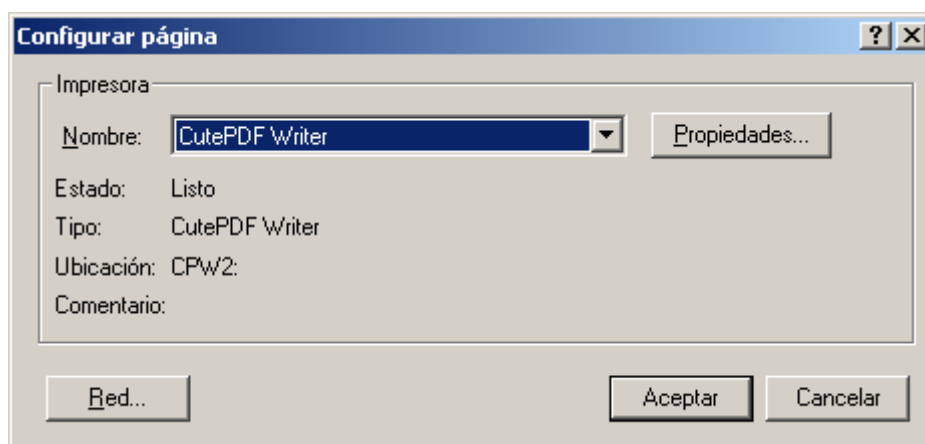 Configurar página
Impresora
Nombre: CutePDF Writer Propiedades...
Estado: Listo
Tipo: CutePDF Writer
Ubicación: CPW2:
Comentario:
Red... Aceptar Cancelar